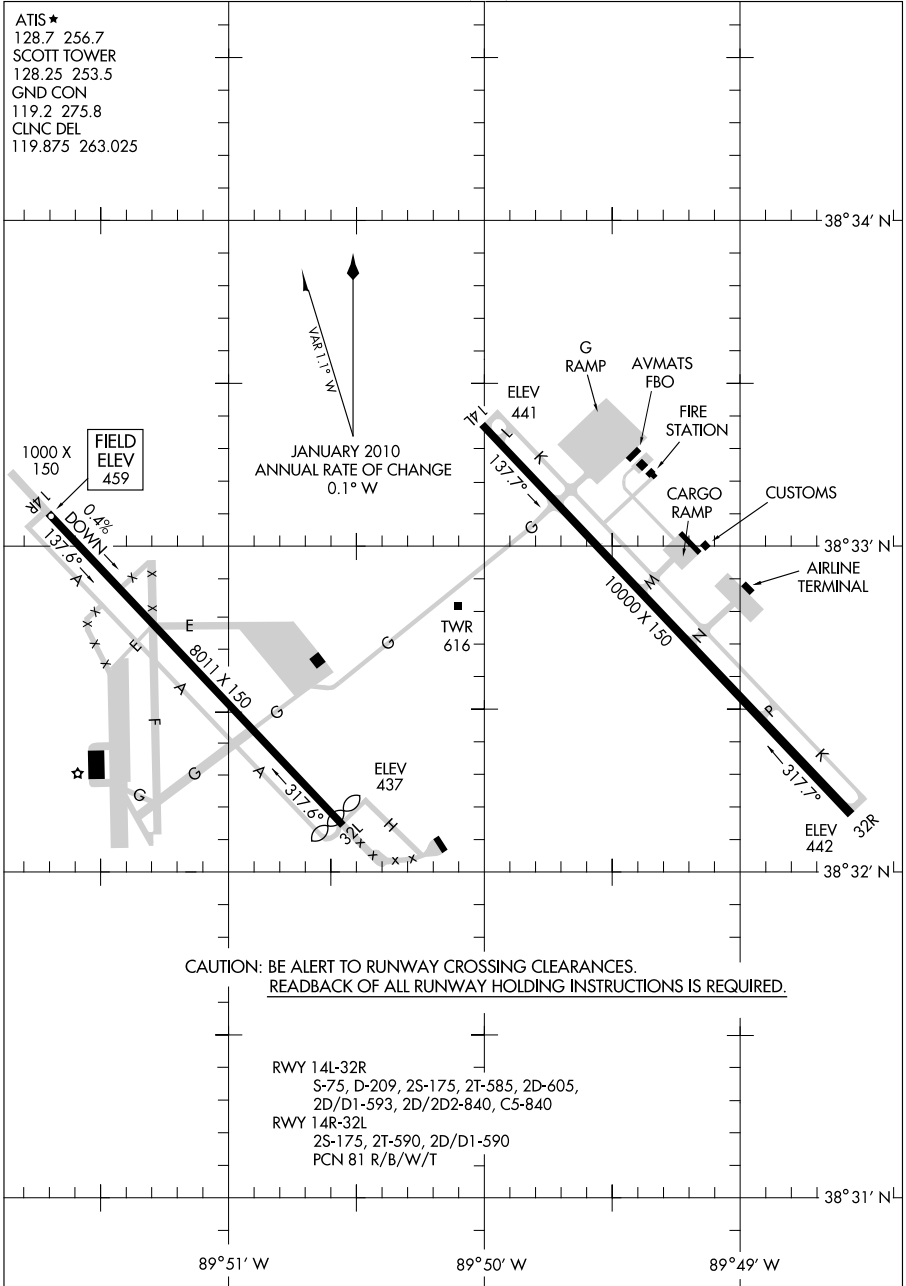 ATIS★
128.7 256.7
SCOTT TOWER
128.25 253.5
GND CON
119.2 275.8
CLNC DEL
119.875 263.025
38°34' N
VAR 1.1° W
JANUARY 2010
ANNUAL RATE OF CHANGE
0.1° W
G
RAMP
AVMATS
FBO
FIRE
STATION
CARGO
RAMP
CUSTOMS
AIRLINE
TERMINAL
ELEV
441
14L
L
K
137.7°
G
10000 X 150
M
N
P
K
317.7°
32R
ELEV
442
38°33' N
1000 X
150
FIELD
ELEV
459
14R
0.4%
DOWN
137.6°
A
X
X
X
X
X
X
X
X
E
E
A
8011 X 150
F
G
G
TWR
616
G
G
A
317.6°
ELEV
437
32L
H
X
X
X
X
38°32' N
CAUTION: BE ALERT TO RUNWAY CROSSING CLEARANCES.
READBACK OF ALL RUNWAY HOLDING INSTRUCTIONS IS REQUIRED.
RWY 14L-32R
S-75, D-209, 2S-175, 2T-585, 2D-605,
2D/D1-593, 2D/2D2-840, C5-840
RWY 14R-32L
2S-175, 2T-590, 2D/D1-590
PCN 81 R/B/W/T
38°31' N
89°51' W
89°50' W
89°49' W